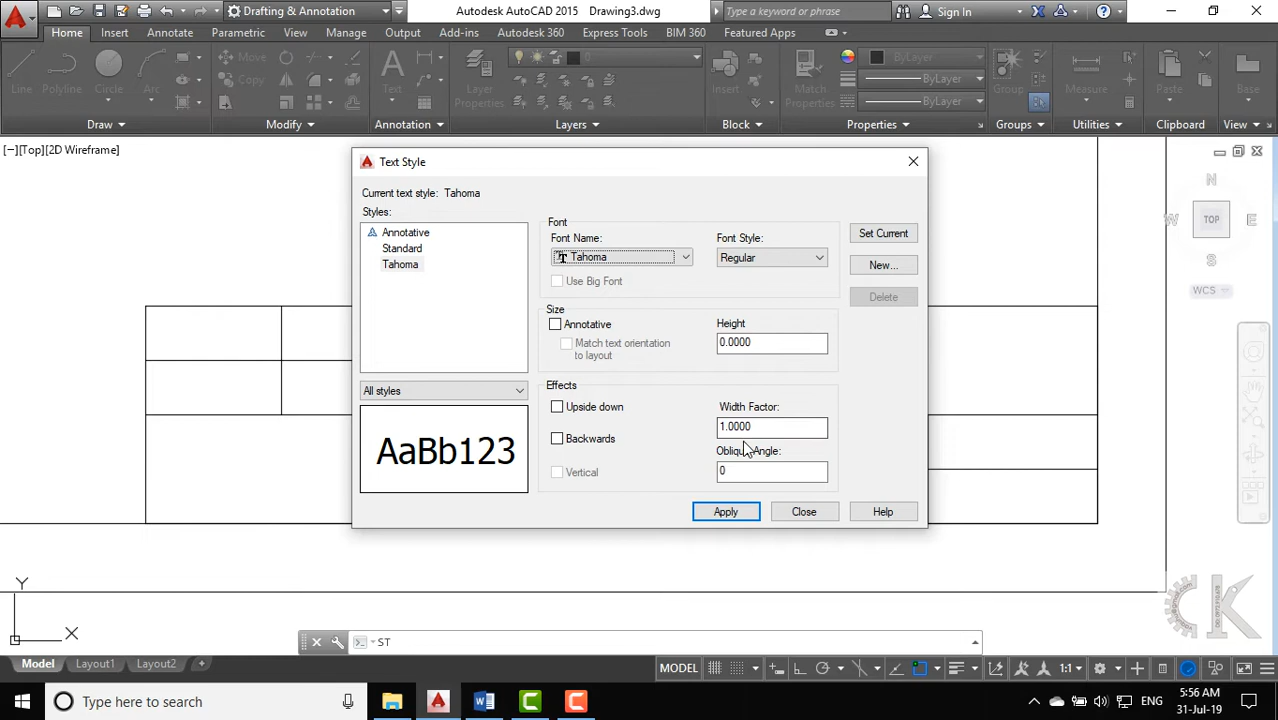 Drafting & Annotation
Autodesk AutoCAD 2015 Drawing3.dwg
Type a keyword or phrase
Sign In
Home Insert Annotate Parametric View Manage Output Add-ins Autodesk 360 Express Tools BIM 360 Featured Apps
Line Polyline Circle Arc
Move
Copy
Text
Layer
Properties
0
Insert
Match
Properties
ByLayer
ByLayer
ByLayer
Group
Measure
Paste
Base
Draw Modify Annotation Layers Block Properties Groups Utilities Clipboard View
[−][Top][2D Wireframe]
Text Style
Current text style: Tahoma
Styles:
Annotative
Standard
Tahoma
All styles
AaBb123
Font
Font Name:
Tahoma
Font Style:
Regular
Use Big Font
Size
Annotative
Match text orientation
to layout
Height
0.0000
Effects
Upside down
Backwards
Vertical
Width Factor:
1.0000
Oblique Angle:
0
Set Current
New...
Delete
Apply Close Help
N
W TOP E
S
WCS
Y
X
ST
Model Layout1 Layout2 +
MODEL
1:1
Type here to search
ENG
5:56 AM
31-Jul-19